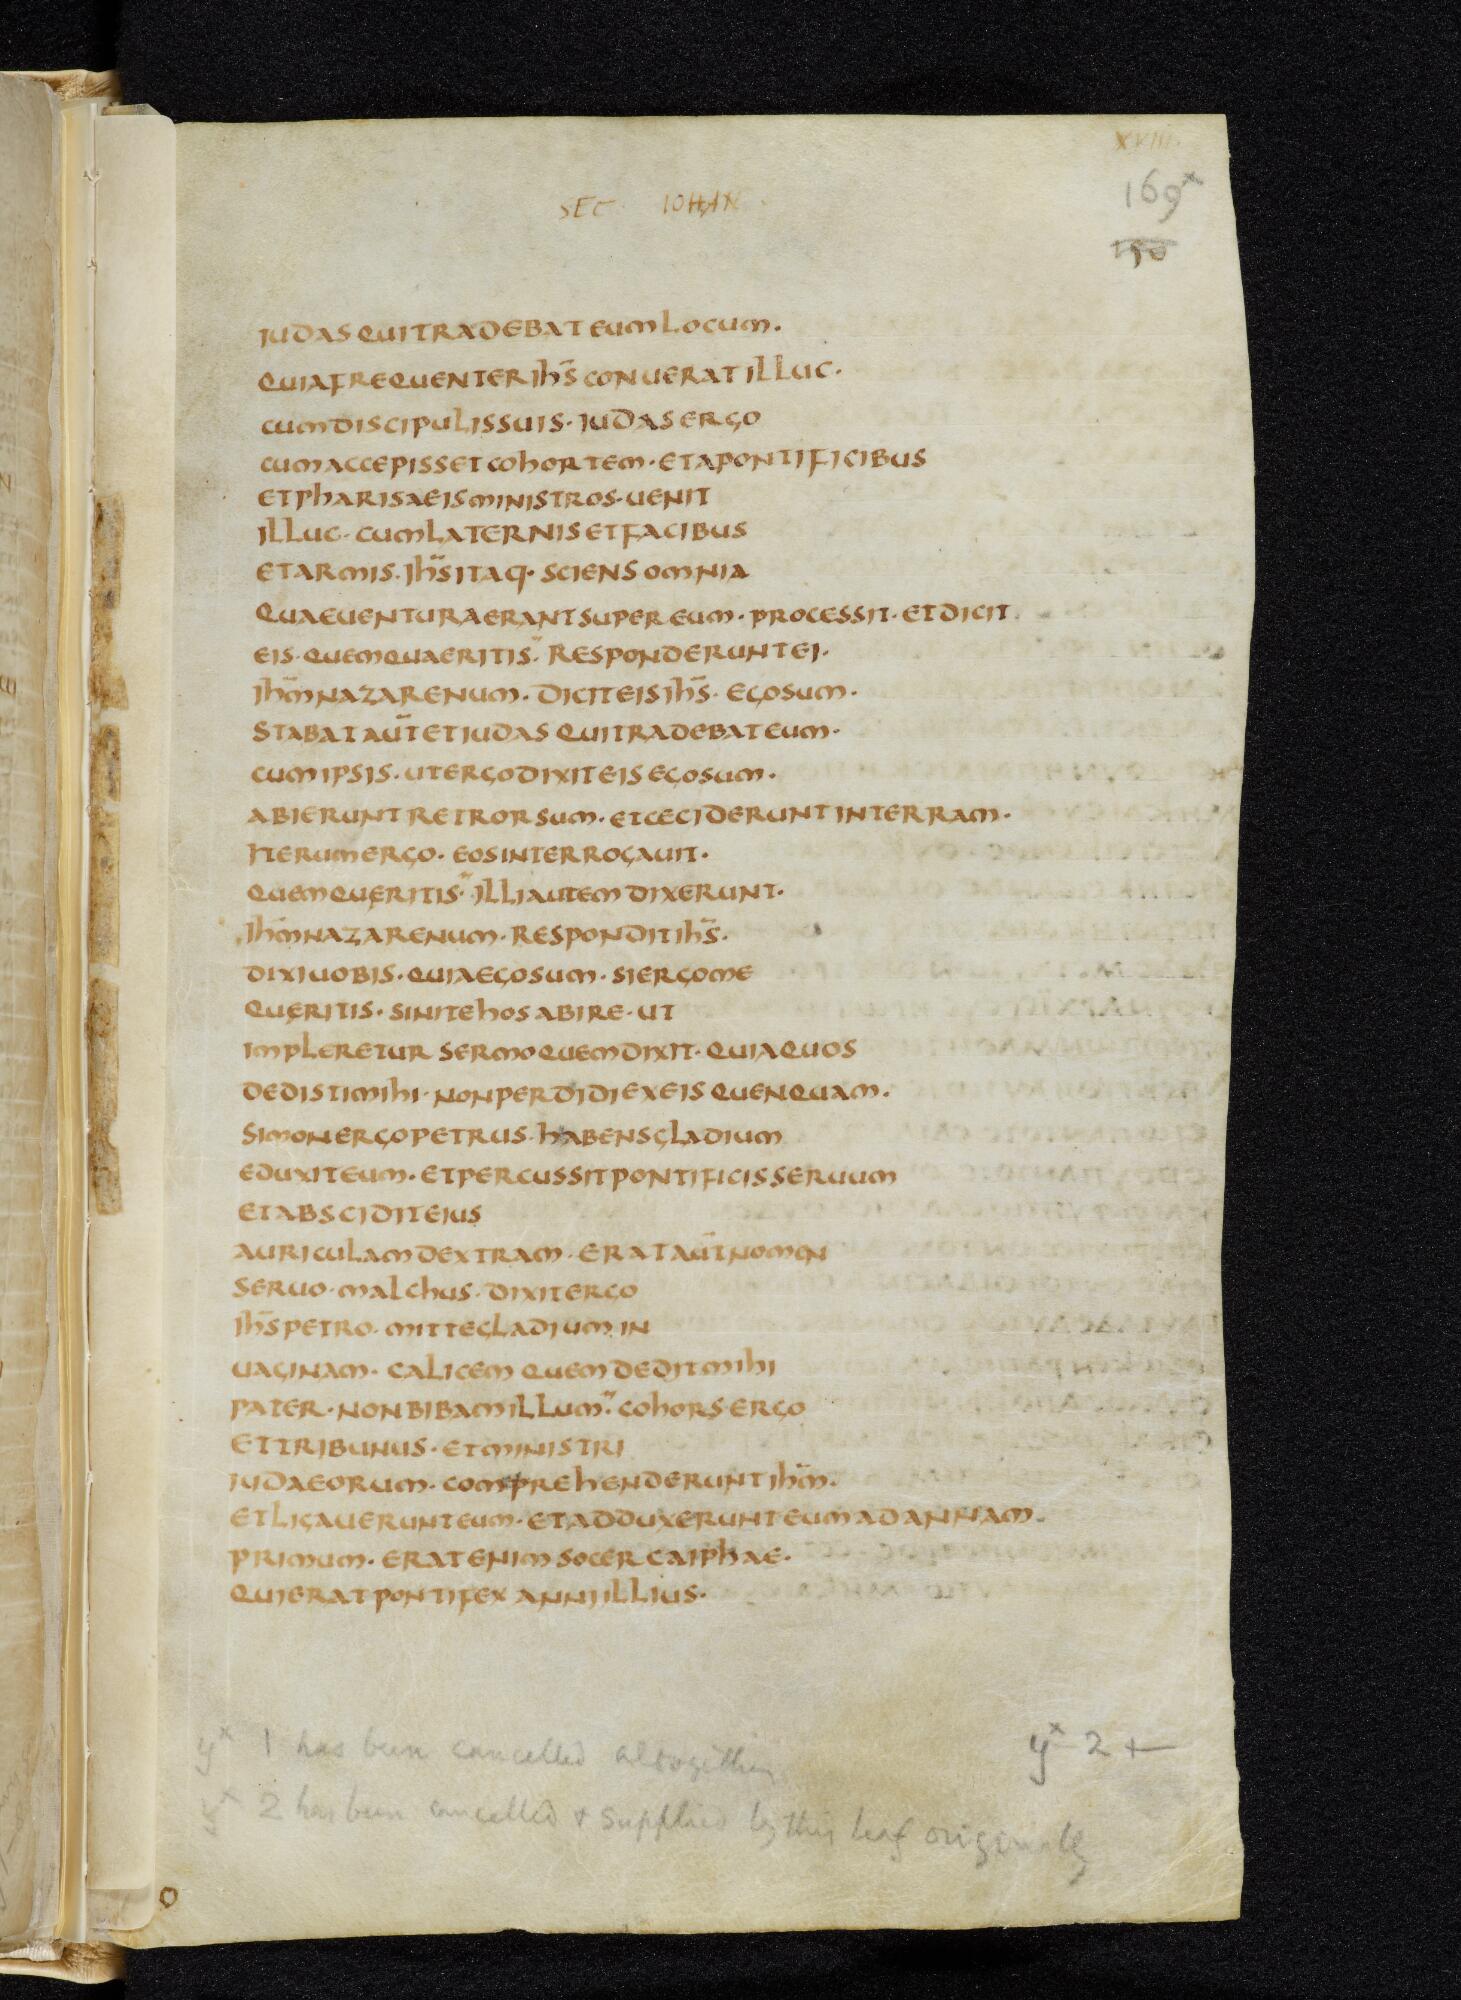 XVIII.
169x
SEC IOHAN
150
IUDAS QUI TRADEBAT EUM LOCUM·
QUIA FREQUENTER IHS̄ CONUERAT ILLUC·
CUM DISCIPULIS SUIS· IUDAS ERGO
CUM ACCEPISSET COHORTEM· ET A PONTIFICIBUS
ET PHARISAEIS MINISTROS· UENIT
ILLUC· CUM LATERNIS ET FACIBUS
ET ARMIS· IHS̄ ITAQ· SCIENS OMNIA
QUAE UENTURA ERANT SUPER EUM· PROCESSIT· ET DICIT
EIS· QUEM QUAERITIS· RESPONDERUNT EI·
IHM̄ NAZARENUM· DICIT EIS IHS̄· EGO SUM·
STABAT AUT̄ ET IUDAS QUI TRADEBAT EUM·
CUM IPSIS· UT ERGO DIXIT EIS EGO SUM·
ABIERUNT RETRORSUM· ET CECIDERUNT IN TERRAM·
ITERUM ERGO· EOS INTERROGAUIT·
QUEM QUĘRITIS· ILLI AUTEM DIXERUNT·
IHM̄ NAZARENUM· RESPONDIT IHS̄·
DIXI UOBIS· QUIA EGO SUM· SI ERGO ME
QUĘRITIS· SINITE HOS ABIRE· UT
IMPLERETUR SERMO QUEM DIXIT· QUIA QUOS
DEDISTI MIHI· NON PERDIDI EX EIS QUENQUAM·
SIMON ERGO PETRUS· HABENS GLADIUM
EDUXIT EUM· ET PERCUSSIT PONTIFICIS SERUUM
ET ABSCIDIT EIUS
AURICULAM DEXTRAM· ERAT AUT̄ NOMEN
SERUO· MALCHUS· DIXIT ERGO
IHS̄ PETRO· MITTE GLADIUM IN
UAGINAM· CALICEM QUEM DEDIT MIHI
PATER· NON BIBAM ILLUM· COHORS ERGO
ET TRIBUNUS· ET MINISTRI
IUDAEORUM· COMPREHENDERUNT IHM̄·
ET LIGAUERUNT EUM· ET ADDUXERUNT EUM AD ANNAM·
PRIMUM· ERAT ENIM SOCER CAIPHAE·
QUI ERAT PONTIFEX ANNI ILLIUS·
yx 1 has been cancelled altogether
yx 2 +
yx 2 has been cancelled & supplied by this leaf originally